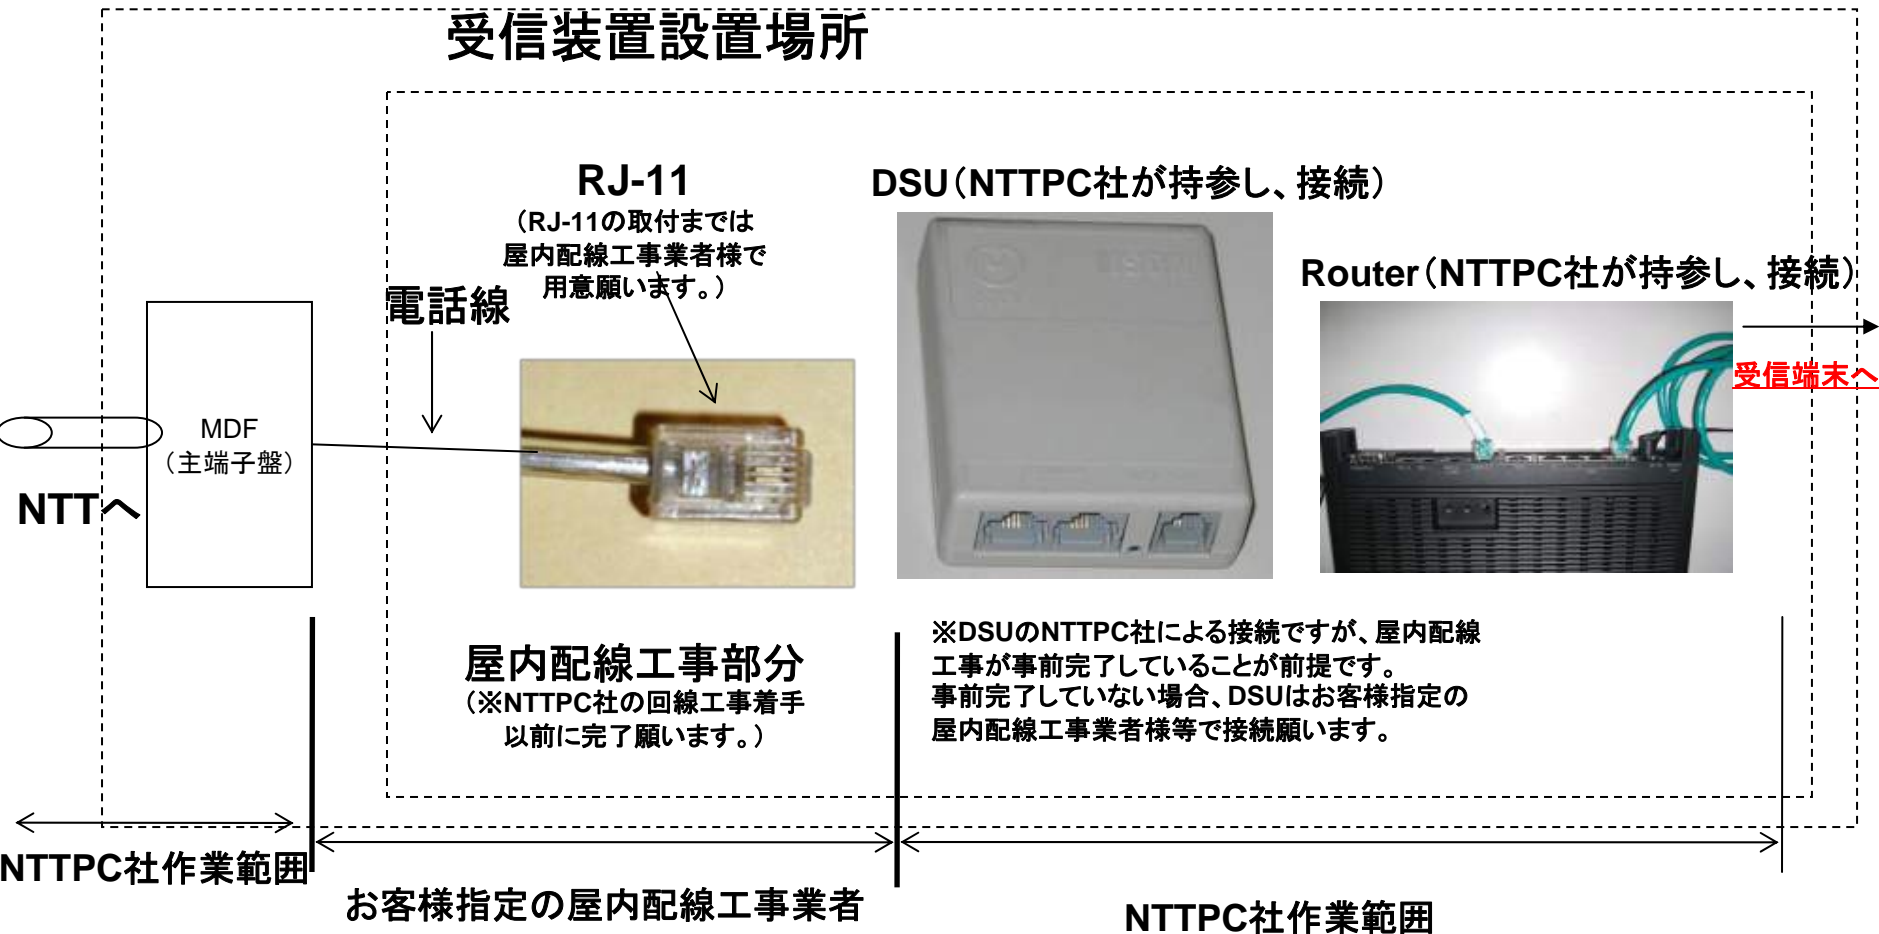 受信装置設置場所
RJ-11
（RJ-11の取付までは
屋内配線工事業者様で
用意願います。）
DSU（NTTPC社が持参し、接続）
Router（NTTPC社が持参し、接続）
電話線
受信端末へ
MDF
（主端子盤）
NTTへ
屋内配線工事部分
（※NTTPC社の回線工事着手
以前に完了願います。）
※DSUのNTTPC社による接続ですが、屋内配線
工事が事前完了していることが前提です。
事前完了していない場合、DSUはお客様指定の
屋内配線工事業者様等で接続願います。
NTTPC社作業範囲
お客様指定の屋内配線工事業者
NTTPC社作業範囲